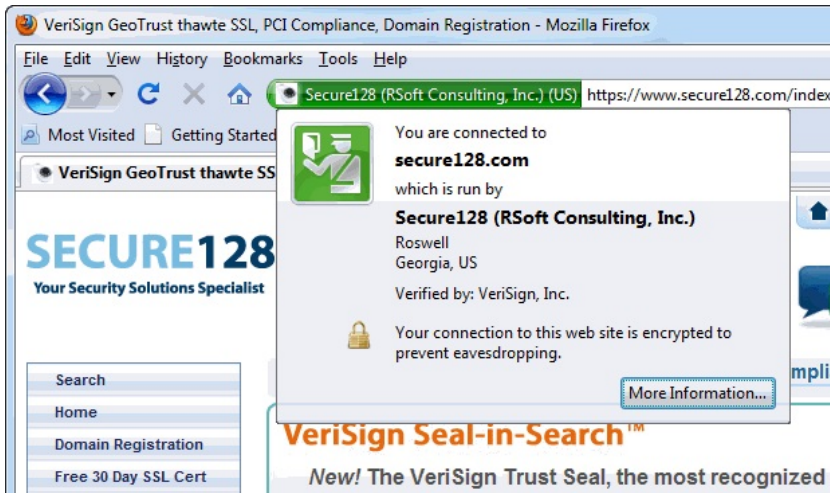 VeriSign GeoTrust thawte SSL, PCI Compliance, Domain Registration - Mozilla Firefox
File Edit View History Bookmarks Tools Help
Secure128 (RSoft Consulting, Inc.) (US) https://www.secure128.com/index
Most Visited Getting Started
VeriSign GeoTrust thawte SS
You are connected to
secure128.com
which is run by
Secure128 (RSoft Consulting, Inc.)
Roswell
Georgia, US
Verified by: VeriSign, Inc.
Your connection to this web site is encrypted to
prevent eavesdropping.
More Information...
SECURE128
Your Security Solutions Specialist
Search
Home
Domain Registration
Free 30 Day SSL Cert
mpli
VeriSign Seal-in-Search™
New! The VeriSign Trust Seal, the most recognized